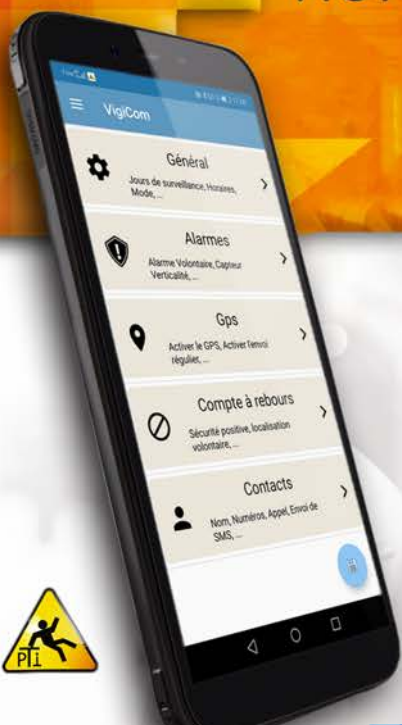 VigiCom
Général
Jours de surveillance, Horaires,
Mode, ...
Alarmes
Alarme Volontaire, Capteur
Verticalité, ...
Gps
Activer le GPS, Activer l'envoi
régulier, ...
Compte à rebours
Sécurité positive, localisation
volontaire, ...
Contacts
Nom, Numéros, Appel, Envoi de
SMS, ...
PTi